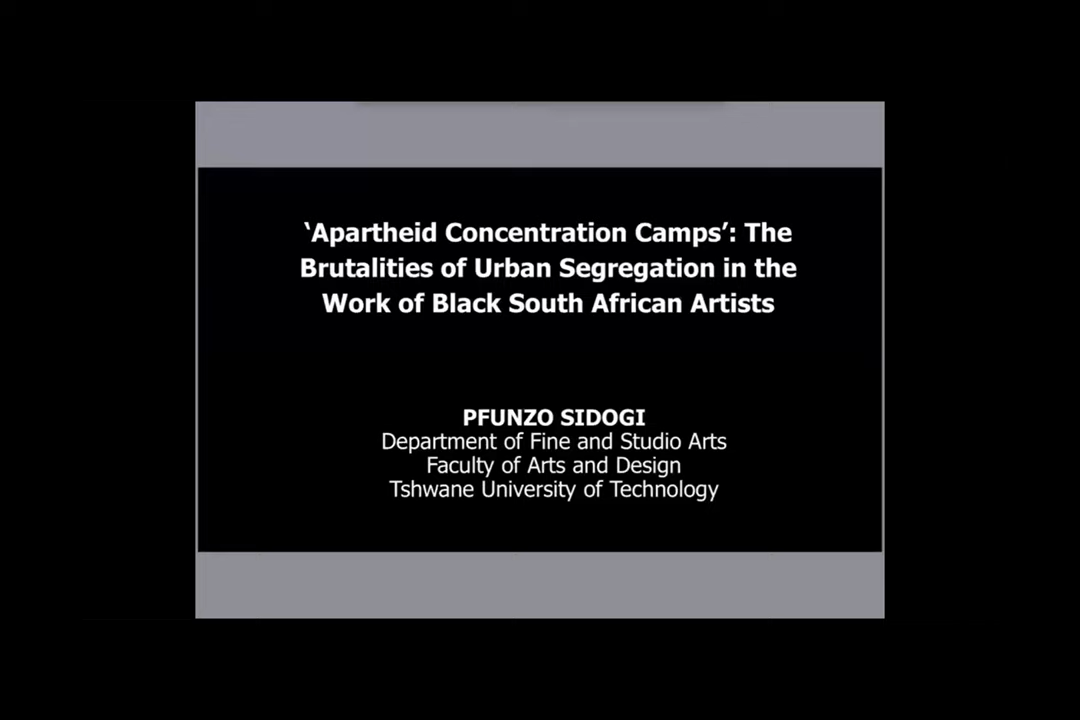 ‘Apartheid Concentration Camps’: The
Brutalities of Urban Segregation in the
Work of Black South African Artists
PFUNZO SIDOGI
Department of Fine and Studio Arts
Faculty of Arts and Design
Tshwane University of Technology